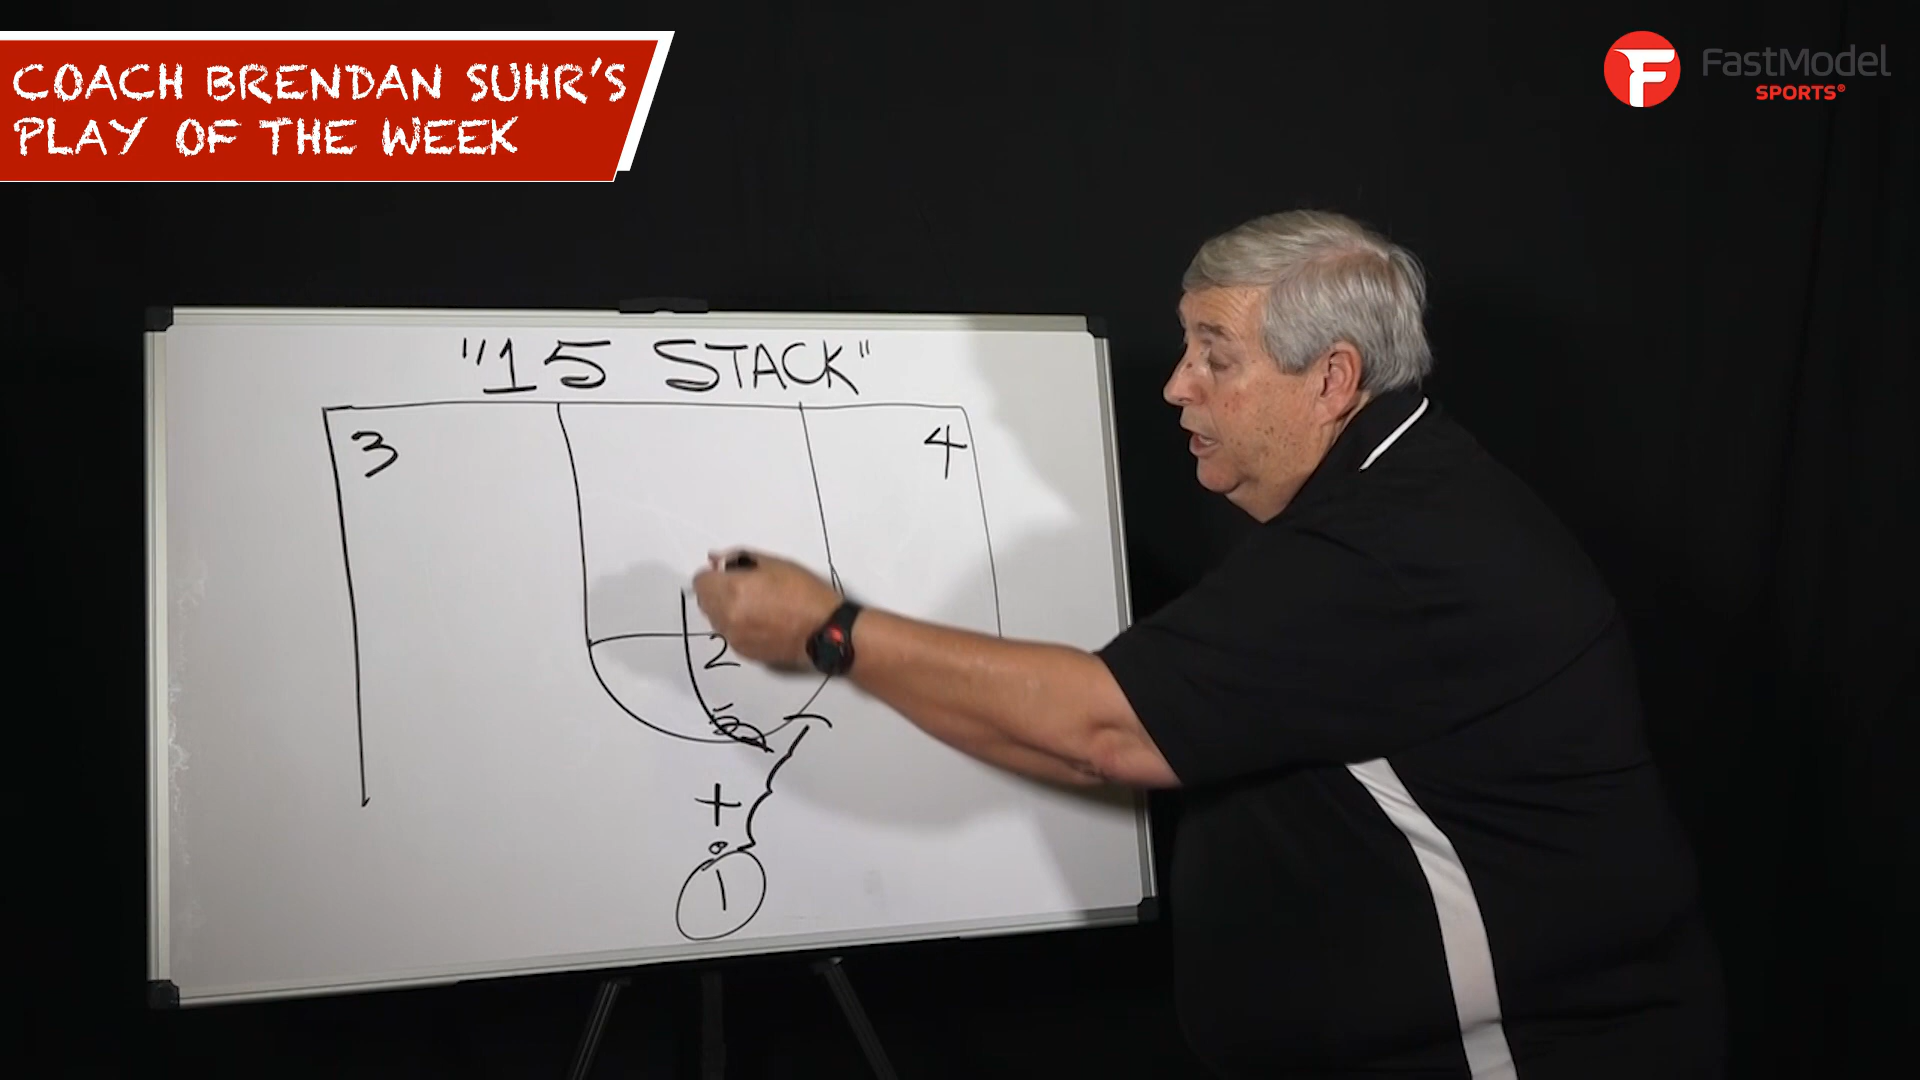 COACH BRENDAN SUHR'S
PLAY OF THE WEEK
F FastModel
SPORTS®
"15 STACK"
3
4
2
5
+
1